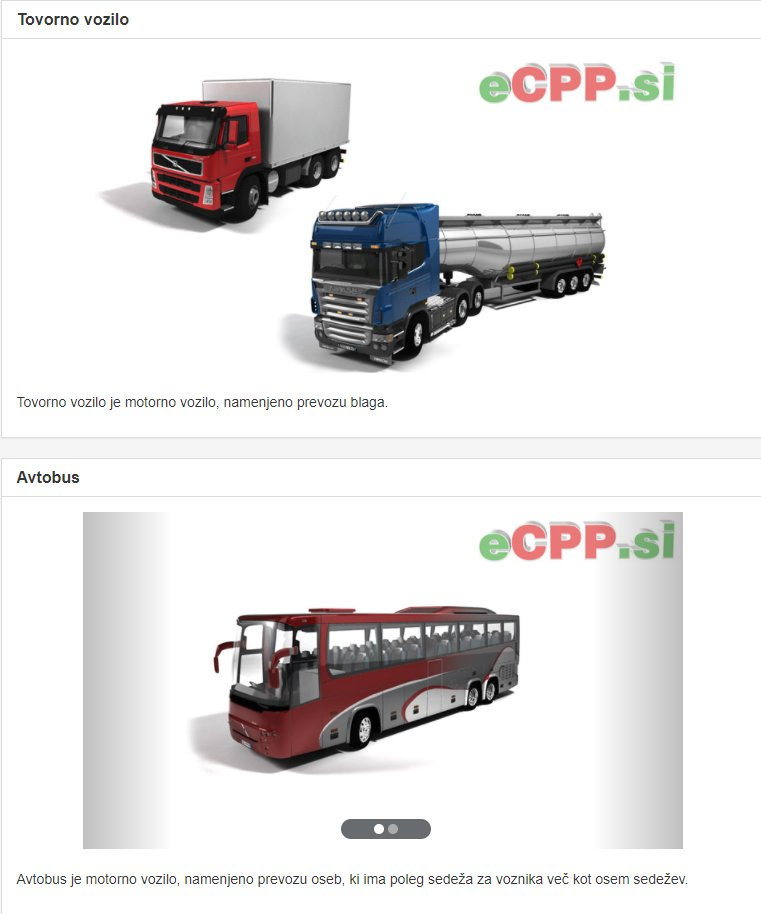 Tovorno vozilo
eCPP.si
Tovorno vozilo je motorno vozilo, namenjeno prevozu blaga.
Avtobus
eCPP.si
Avtobus je motorno vozilo, namenjeno prevozu oseb, ki ima poleg sedeža za voznika več kot osem sedežev.